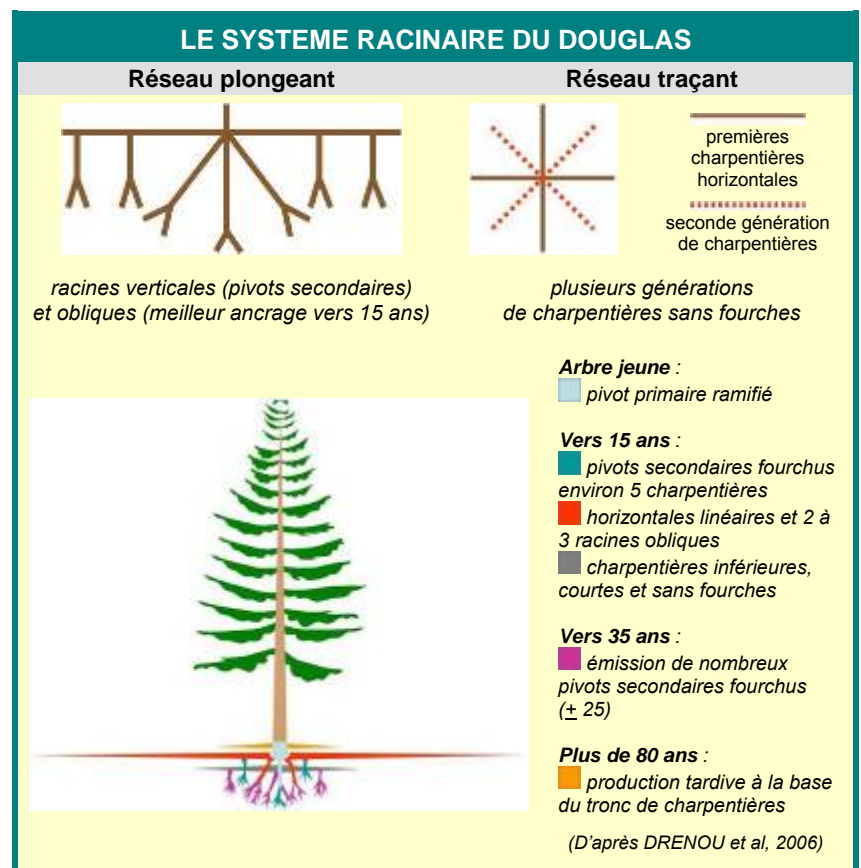 LE SYSTEME RACINAIRE DU DOUGLAS
Réseau plongeant
racines verticales (pivots secondaires)
et obliques (meilleur ancrage vers 15 ans)
Réseau traçant
premières
charpentières
horizontales
seconde génération
de charpentières
plusieurs générations
de charpentières sans fourches
Arbre jeune :
pivot primaire ramifié
Vers 15 ans :
pivots secondaires fourchus
environ 5 charpentières
horizontales linéaires et 2 à
3 racines obliques
charpentières inférieures,
courtes et sans fourches
Vers 35 ans :
émission de nombreux
pivots secondaires fourchus
(± 25)
Plus de 80 ans :
production tardive à la base
du tronc de charpentières
(D'après DRENOU et al, 2006)